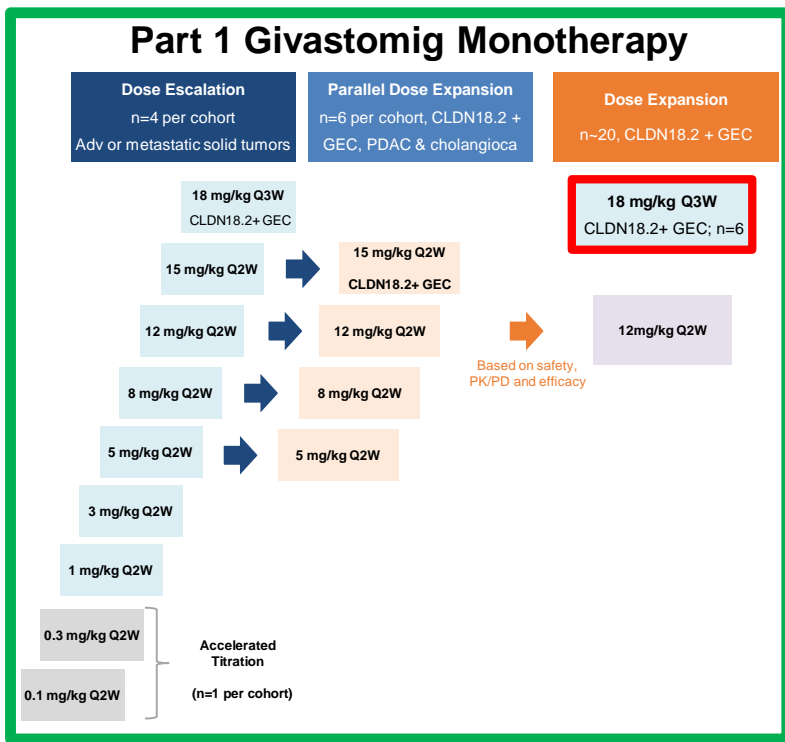 Part 1 Givastomig Monotherapy
Dose Escalation
n=4 per cohort
Adv or metastatic solid tumors
Parallel Dose Expansion
n=6 per cohort, CLDN18.2 +
GEC, PDAC & cholangioca
Dose Expansion
n~20, CLDN18.2 + GEC
18 mg/kg Q3W
CLDN18.2+ GEC
18 mg/kg Q3W
CLDN18.2+ GEC; n=6
15 mg/kg Q2W
15 mg/kg Q2W
CLDN18.2+ GEC
12 mg/kg Q2W
12 mg/kg Q2W
Based on safety,
PK/PD and efficacy
12mg/kg Q2W
8 mg/kg Q2W
8 mg/kg Q2W
5 mg/kg Q2W
5 mg/kg Q2W
3 mg/kg Q2W
1 mg/kg Q2W
0.3 mg/kg Q2W
0.1 mg/kg Q2W
Accelerated
Titration
(n=1 per cohort)